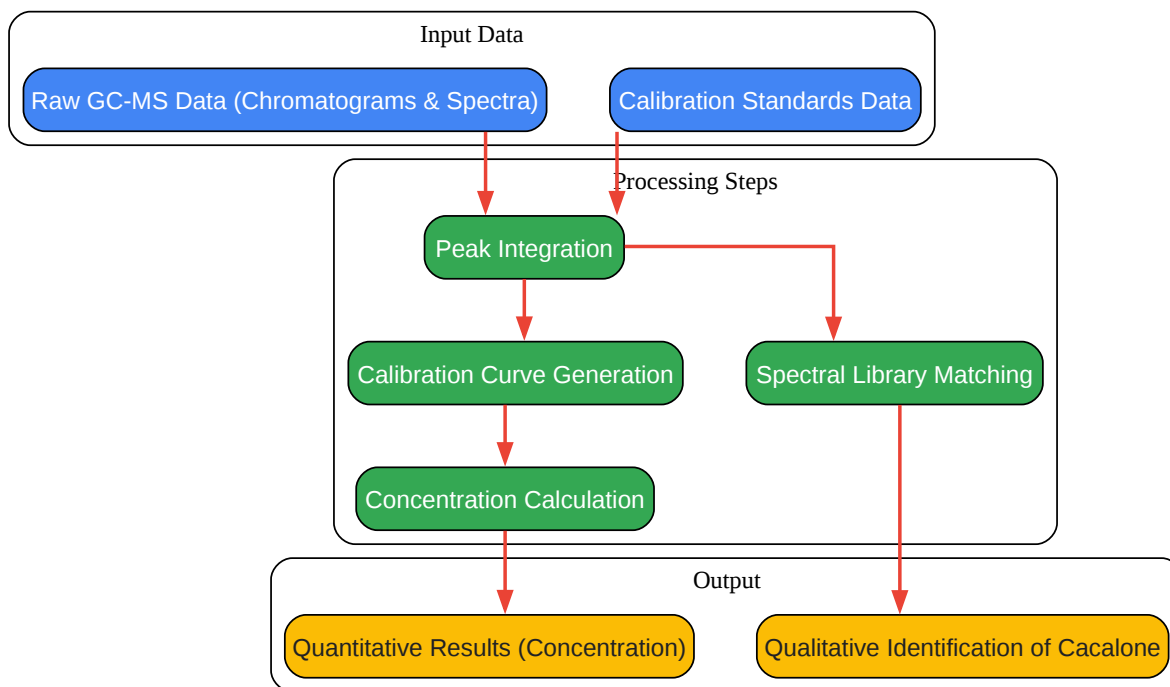 Input Data
Raw GC-MS Data (Chromatograms & Spectra)
Calibration Standards Data
Processing Steps
Peak Integration
Calibration Curve Generation
Spectral Library Matching
Concentration Calculation
Output
Quantitative Results (Concentration)
Qualitative Identification of Cacalone